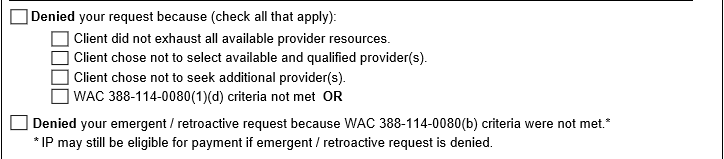 Denied your request because (check all that apply):
Client did not exhaust all available provider resources.
Client chose not to select available and qualified provider(s).
Client chose not to seek additional provider(s).
WAC 388-114-0080(1)(d) criteria not met OR
Denied your emergent / retroactive request because WAC 388-114-0080(b) criteria were not met.*
* IP may still be eligible for payment if emergent / retroactive request is denied.